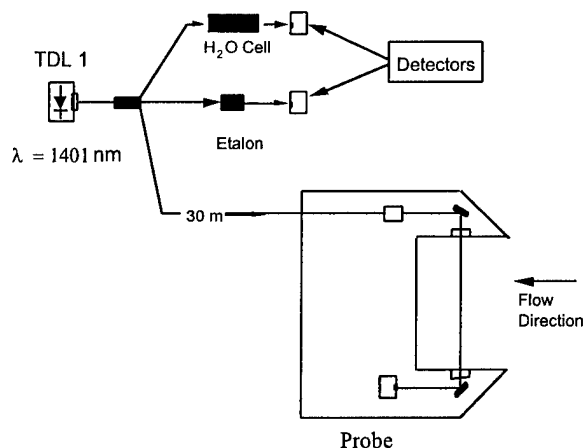 H₂O Cell
TDL 1
Detectors
Etalon
λ = 1401 nm
30 m
Flow
Direction
Probe